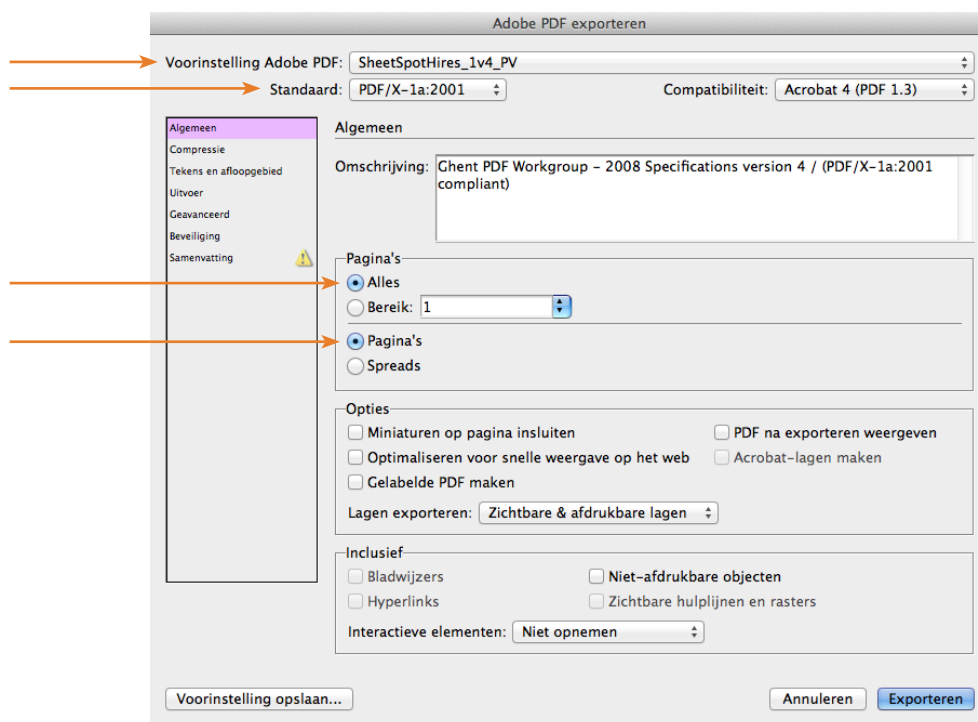 Adobe PDF exporteren
Voorinstelling Adobe PDF: SheetSpotHires_1v4_PV
Standaard: PDF/X-1a:2001 Compatibiliteit: Acrobat 4 (PDF 1.3)
Algemeen
Compressie
Tekens en afloopgebied
Uitvoer
Geavanceerd
Beveiliging
Samenvatting
Algemeen
Omschrijving: Ghent PDF Workgroup – 2008 Specifications version 4 / (PDF/X-1a:2001
compliant)
Pagina's
Alles
Bereik: 1
Pagina's
Spreads
Opties
Miniaturen op pagina insluiten PDF na exporteren weergeven
Optimaliseren voor snelle weergave op het web Acrobat-lagen maken
Gelabelde PDF maken
Lagen exporteren: Zichtbare & afdrukbare lagen
Inclusief
Bladwijzers Niet-afdrukbare objecten
Hyperlinks Zichtbare hulplijnen en rasters
Interactieve elementen: Niet opnemen
Voorinstelling opslaan... Annuleren Exporteren